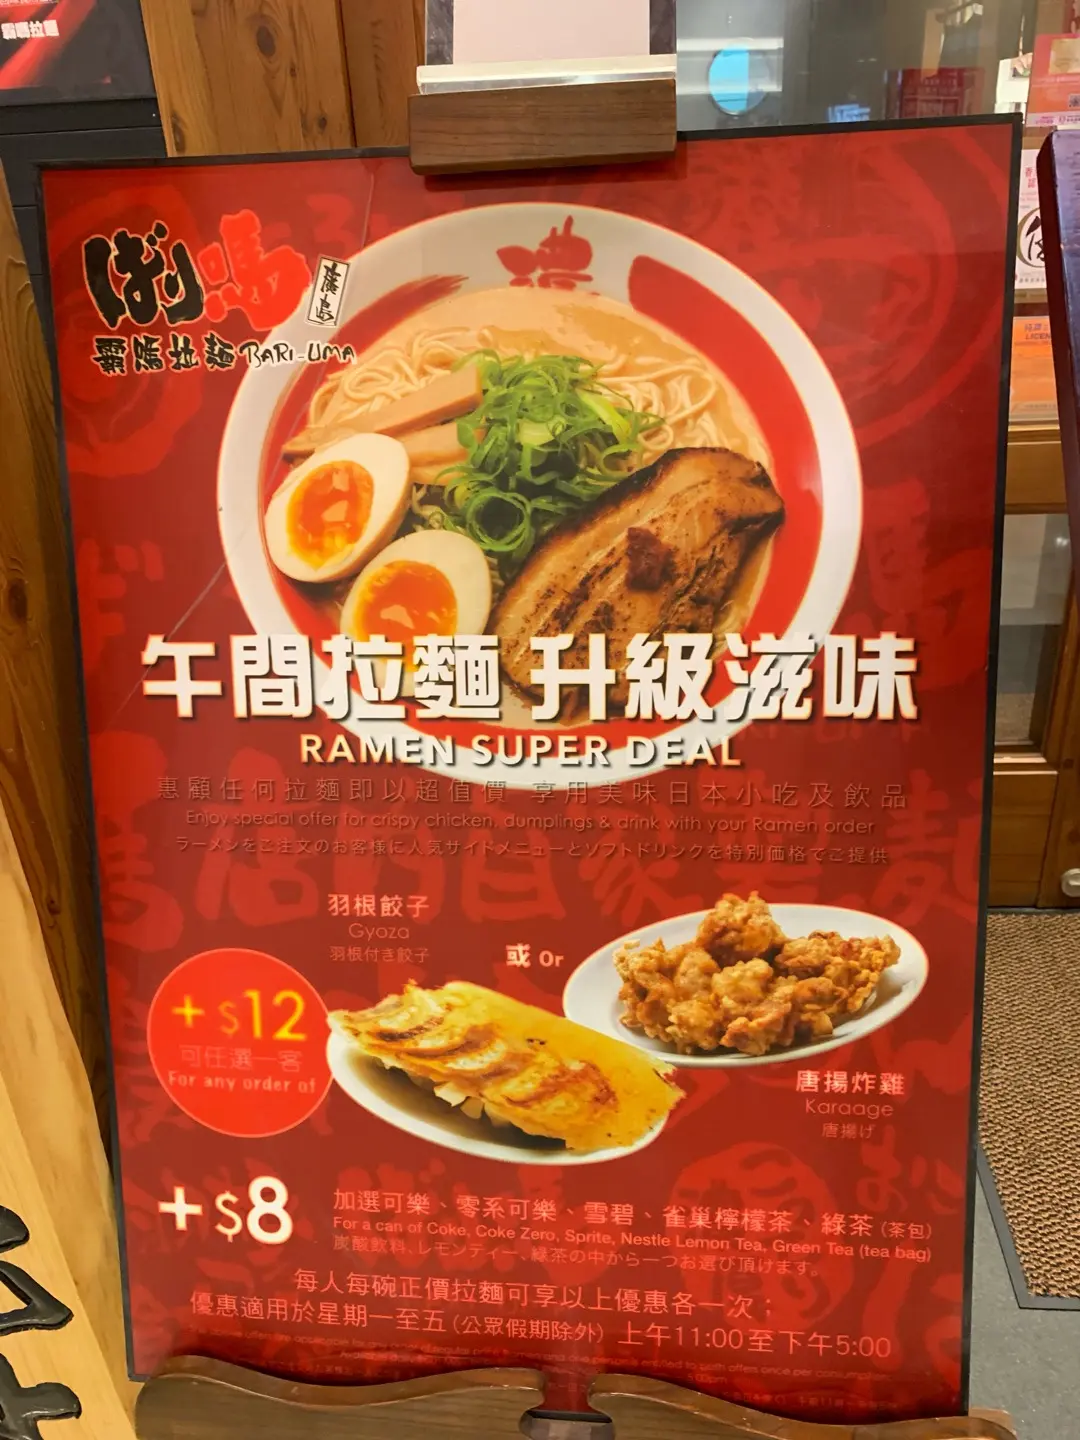 霸嗎拉麵
ばり嗎
廣島
霸嗎拉麵 BARI-UMA
濃
午間拉麵 升級滋味
RAMEN SUPER DEAL
惠顧任何拉麵即以超值價 享用美味日本小吃及飲品
Enjoy special offer for crispy chicken, dumplings & drink with your Ramen order
ラーメンをご注文のお客様に人気サイドメニューとソフトドリンクを特別価格でご提供
羽根餃子
Gyoza
羽根付き餃子
或 Or
+ $12
可任選一客
For any order of
唐揚炸雞
Karaage
唐揚げ
+ $8
加選可樂、零系可樂、雪碧、雀巢檸檬茶、綠茶 (茶包)
For a can of Coke, Coke Zero, Sprite, Nestle Lemon Tea, Green Tea (tea bag)
炭酸飲料、レモンティー、緑茶の中から一つお選び頂けます。
每人每碗正價拉麵可享以上優惠各一次；
優惠適用於星期一至五 (公眾假期除外) 上午11:00至下午5:00